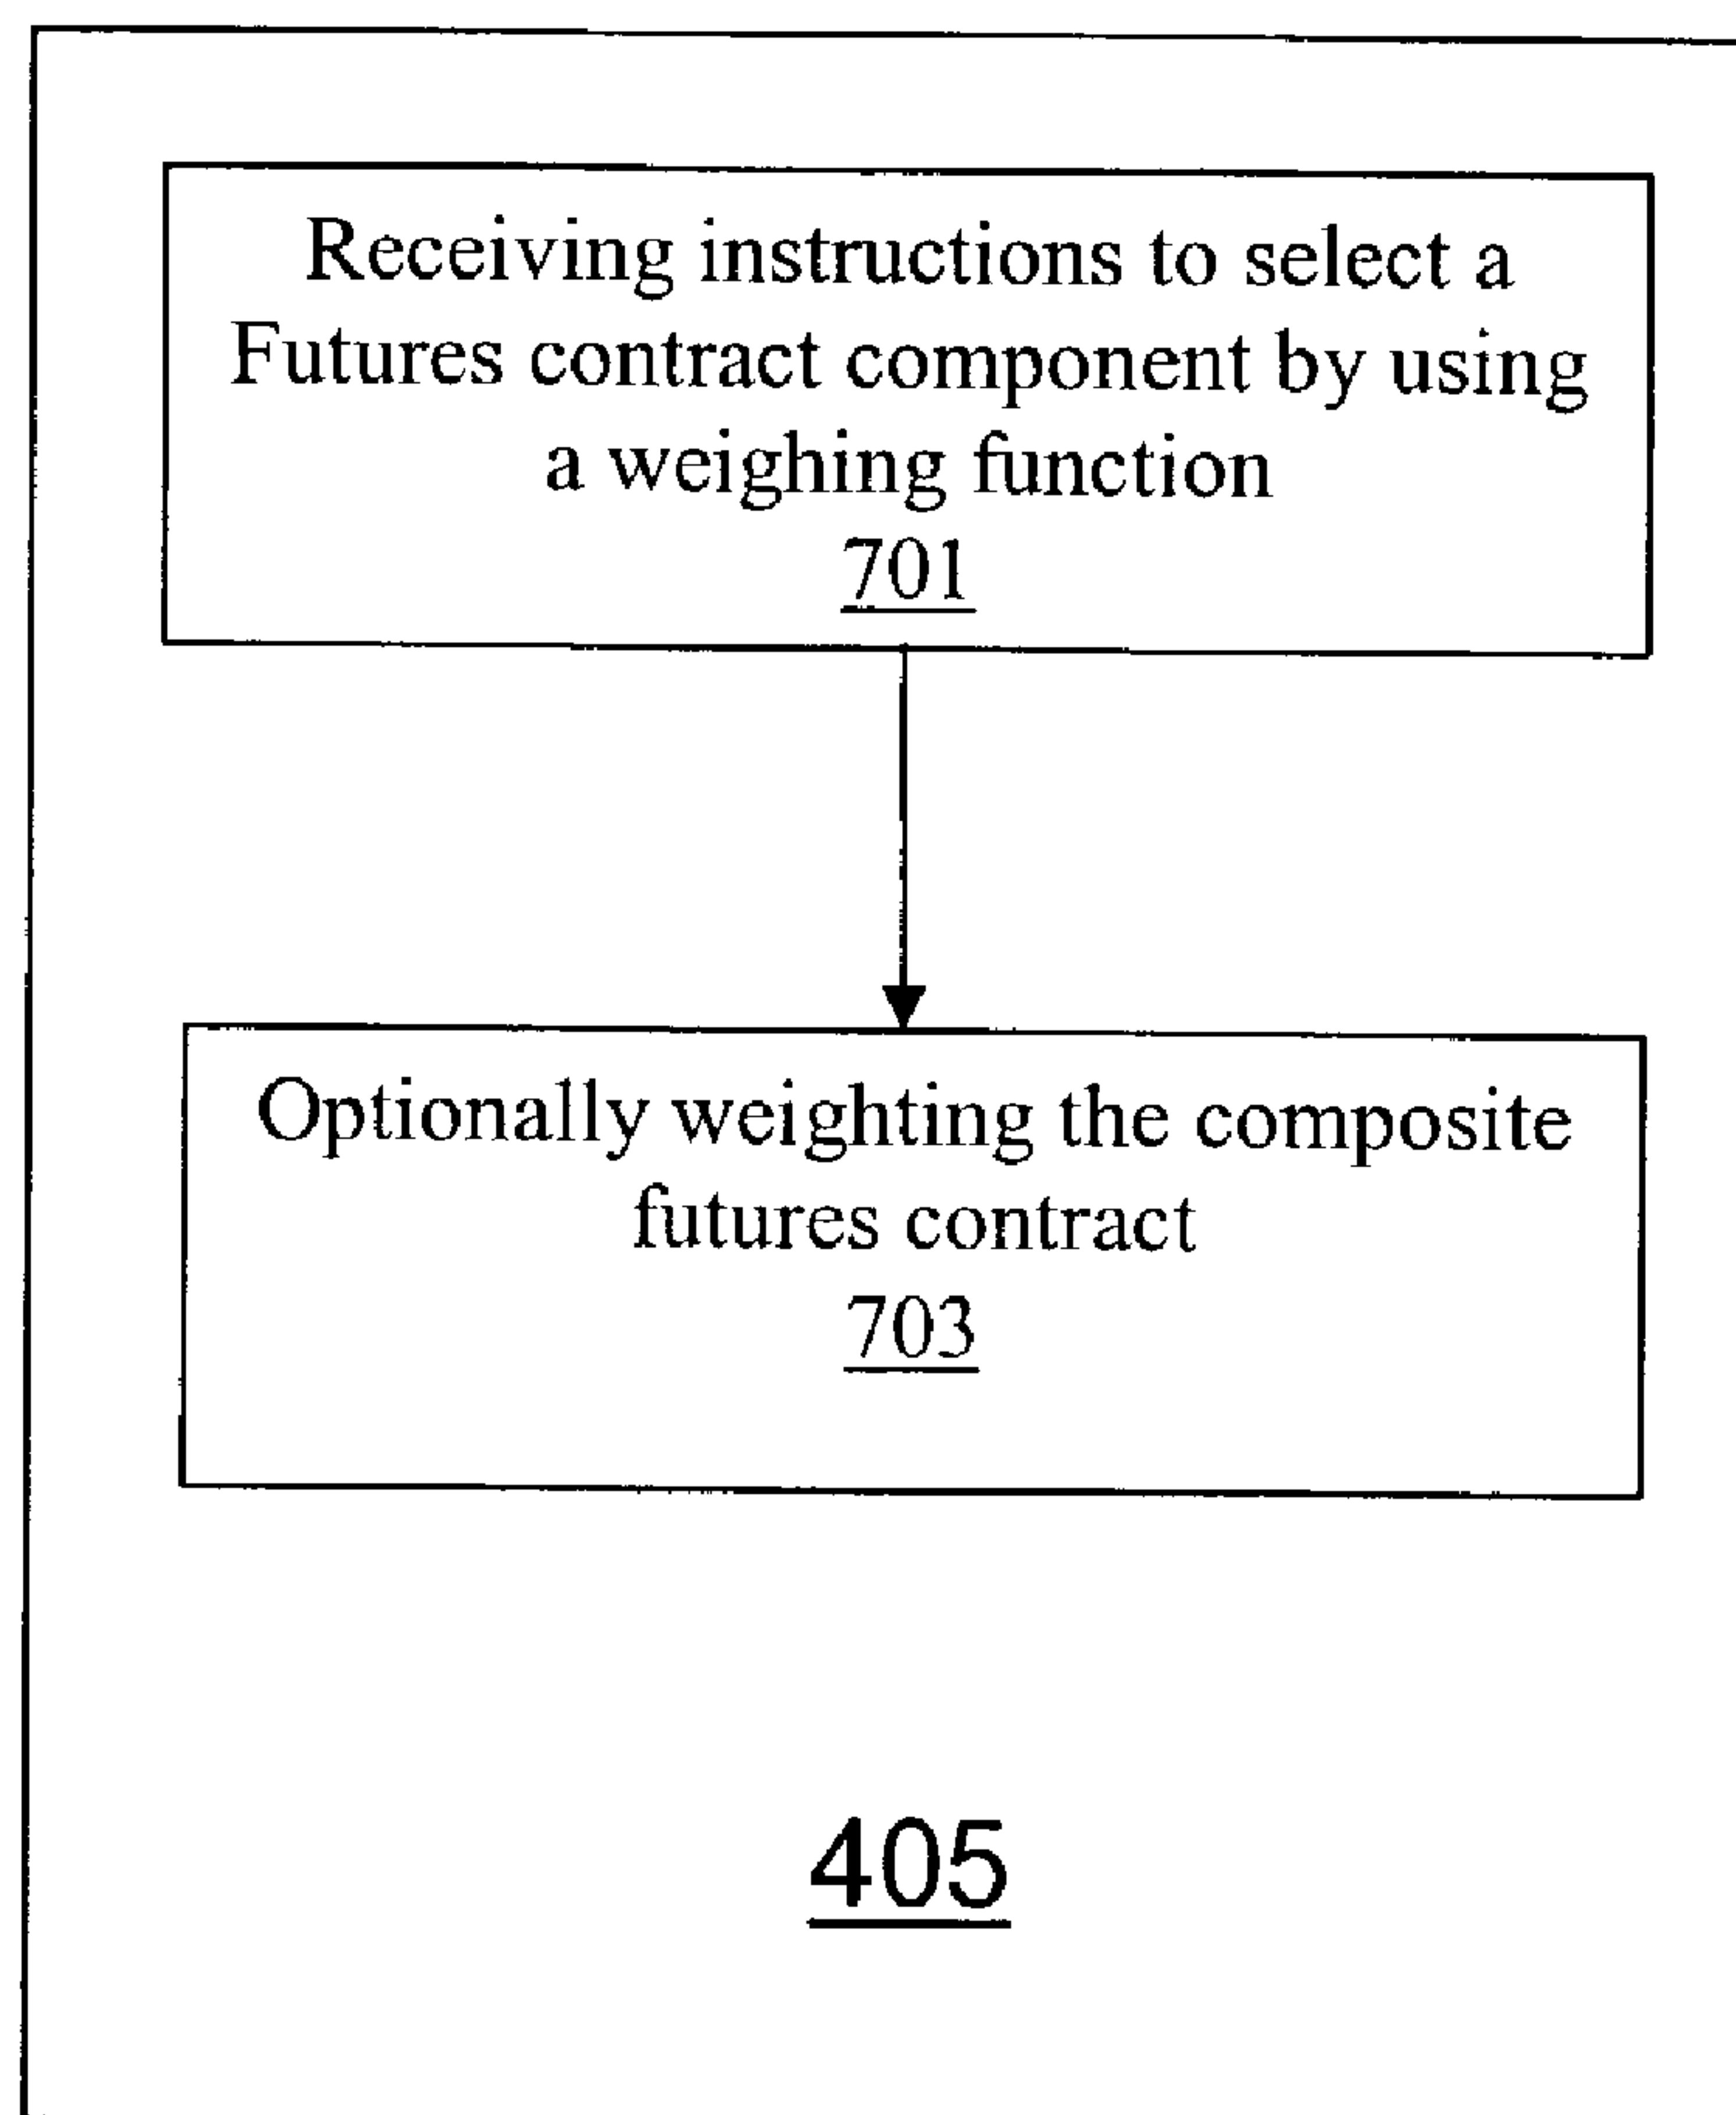 Receiving instructions to select a
Futures contract component by using
a weighing function
701
Optionally weighting the composite
futures contract
703
405